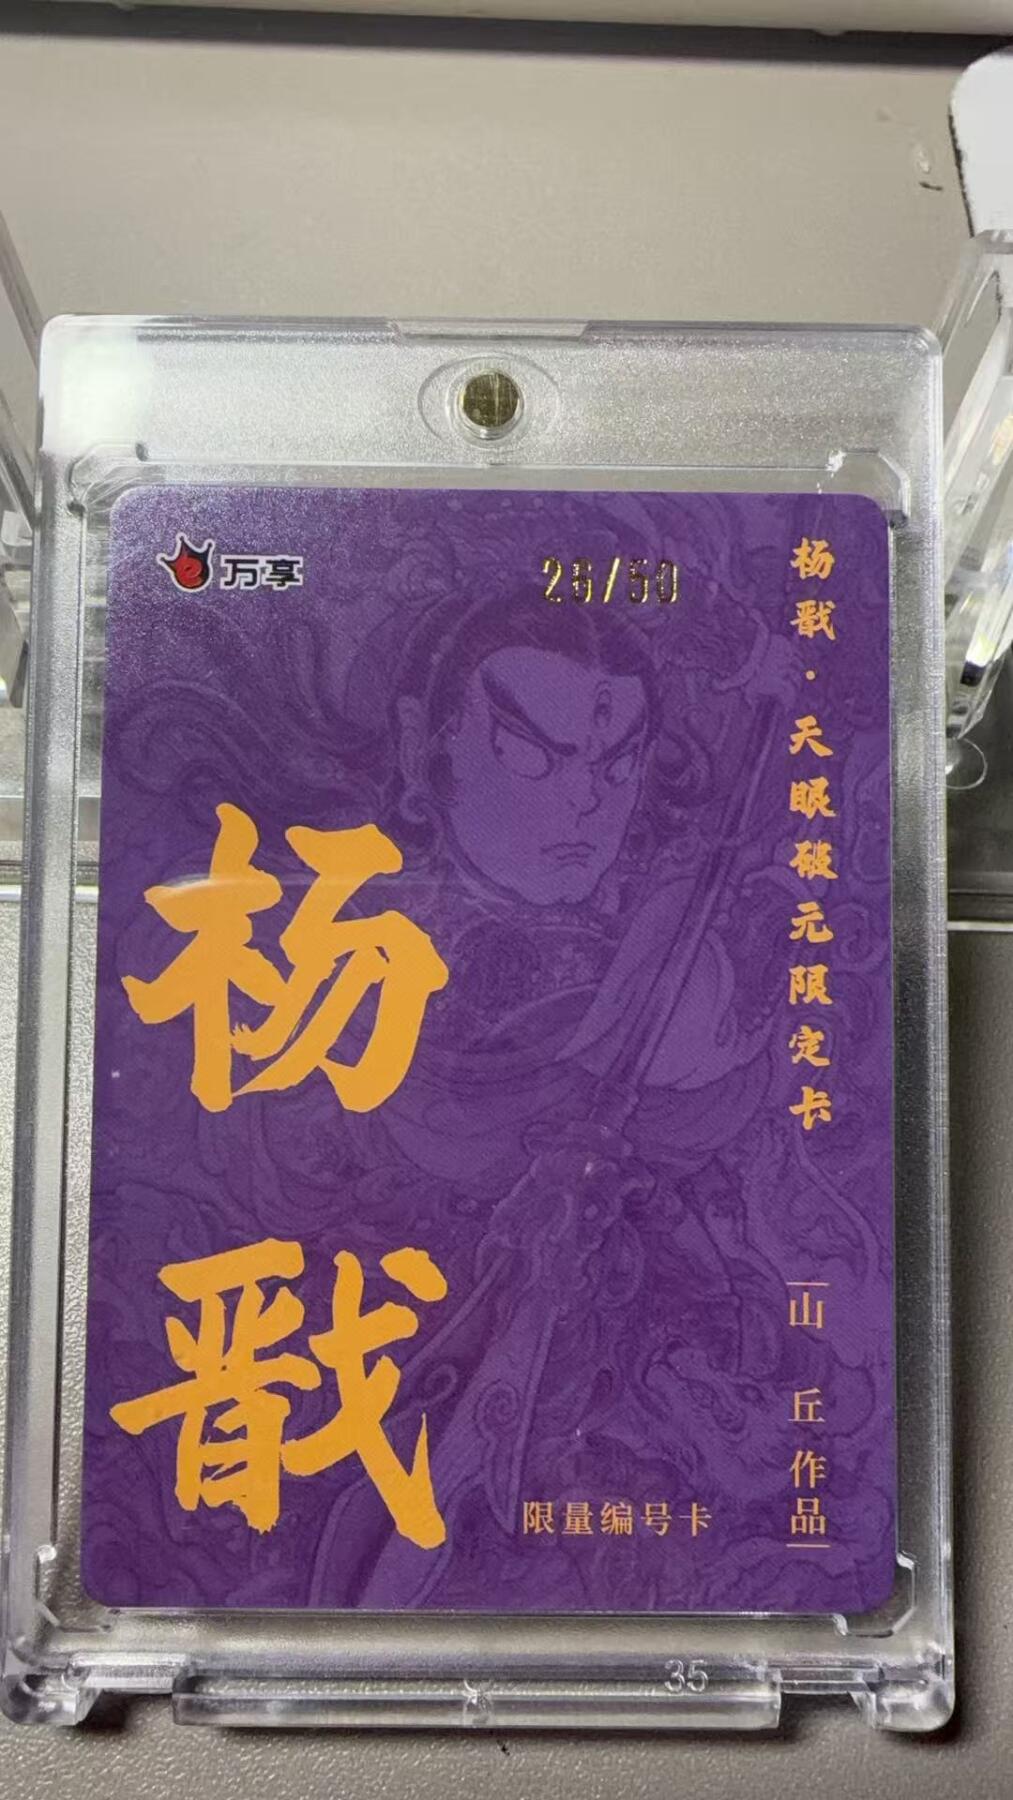 万享
26/50
杨戬·天眼破元限定卡
杨戬
山丘作品
限量编号卡
35